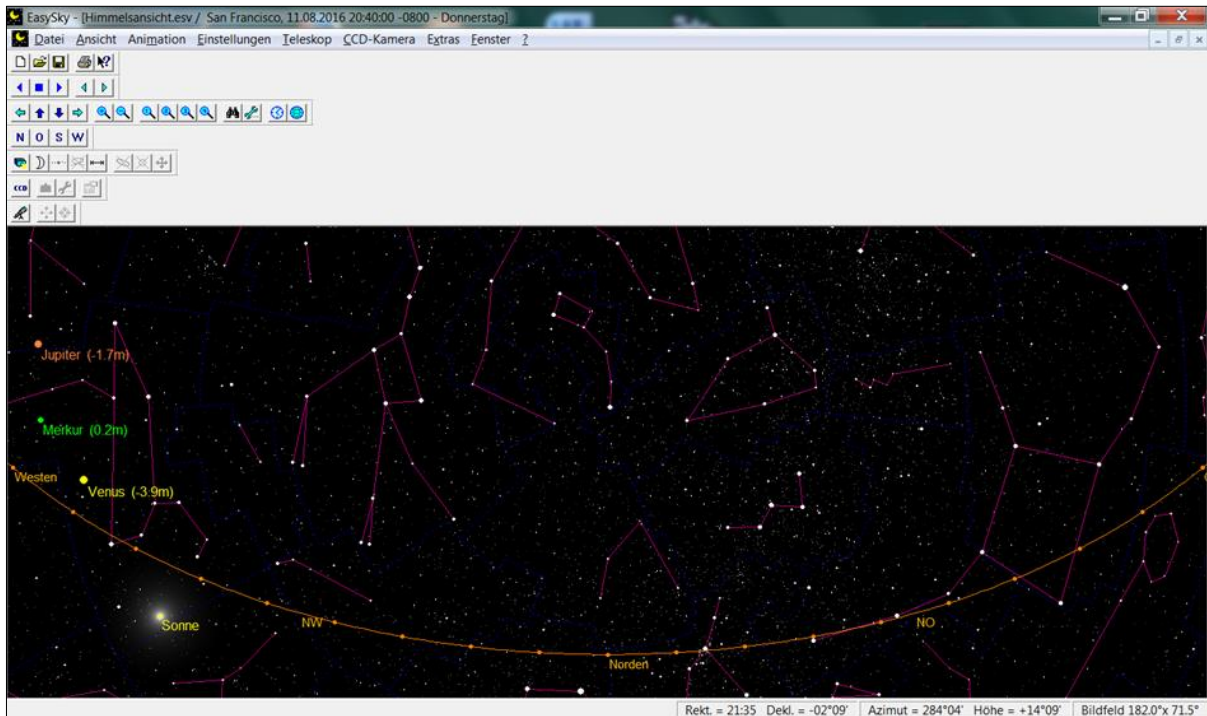 EasySky - [Himmelsansicht.esv / San Francisco, 11.08.2016 20:40:00 -0800 - Donnerstag]
Datei Ansicht Animation Einstellungen Teleskop CCD-Kamera Extras Fenster ?
N O S W
CCD
Jupiter (-1.7m)
Merkur (0.2m)
Westen
Venus (-3.9m)
Sonne
NW
NO
Norden
Rekt. = 21:35 Dekl. = -02°09' Azimut = 284°04' Höhe = +14°09' Bildfeld 182.0°x 71.5°